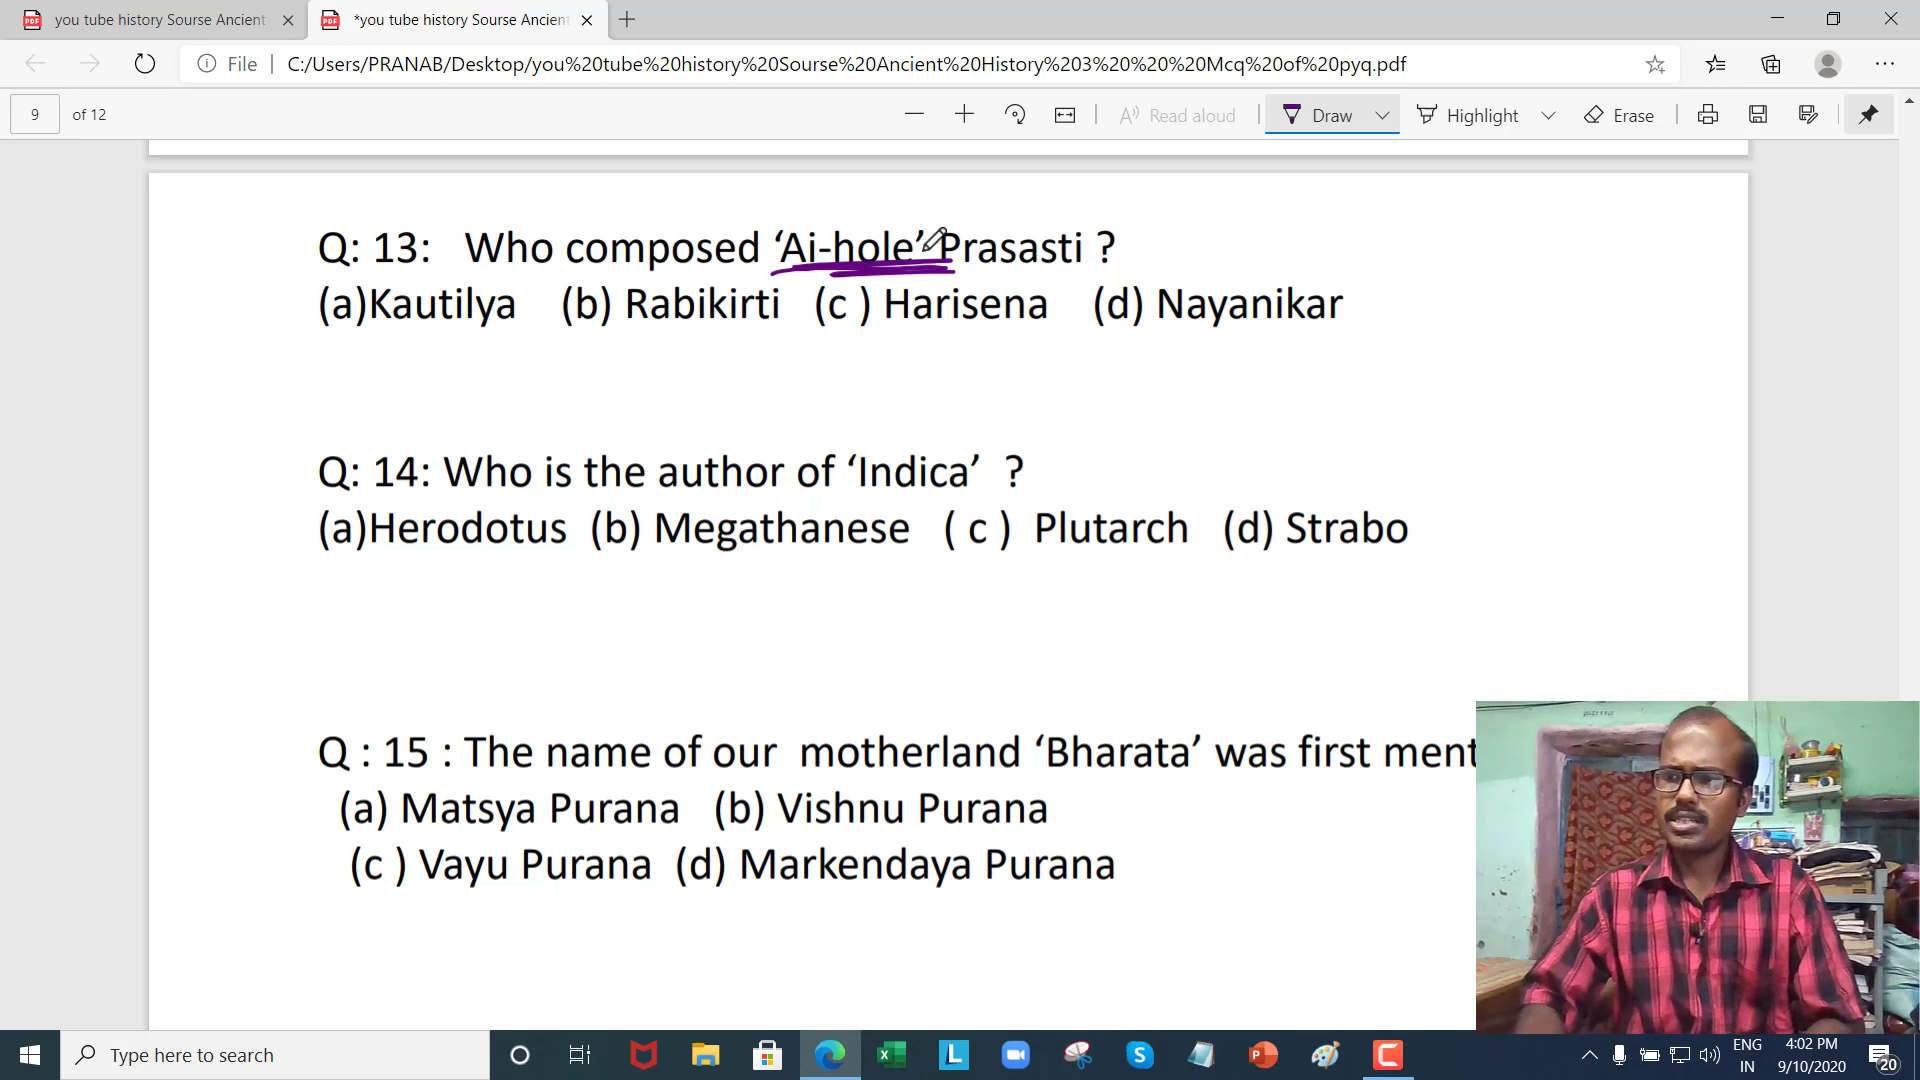 you tube history Sourse Ancient
*you tube history Sourse Ancien
File
C:/Users/PRANAB/Desktop/you%20tube%20history%20Sourse%20Ancient%20History%203%20%20%20Mcq%20of%20pyq.pdf
9 of 12
Read aloud
Draw
Highlight
Erase
Q: 13: Who composed ‘Ai-hole’ Prasasti ?
(a)Kautilya (b) Rabikirti (c ) Harisena (d) Nayanikar
Q: 14: Who is the author of ‘Indica’ ?
(a)Herodotus (b) Megathanese ( c ) Plutarch (d) Strabo
Q : 15 : The name of our motherland ‘Bharata’ was first ment
(a) Matsya Purana (b) Vishnu Purana
(c ) Vayu Purana (d) Markendaya Purana
Type here to search
ENG
IN
4:02 PM
9/10/2020
20